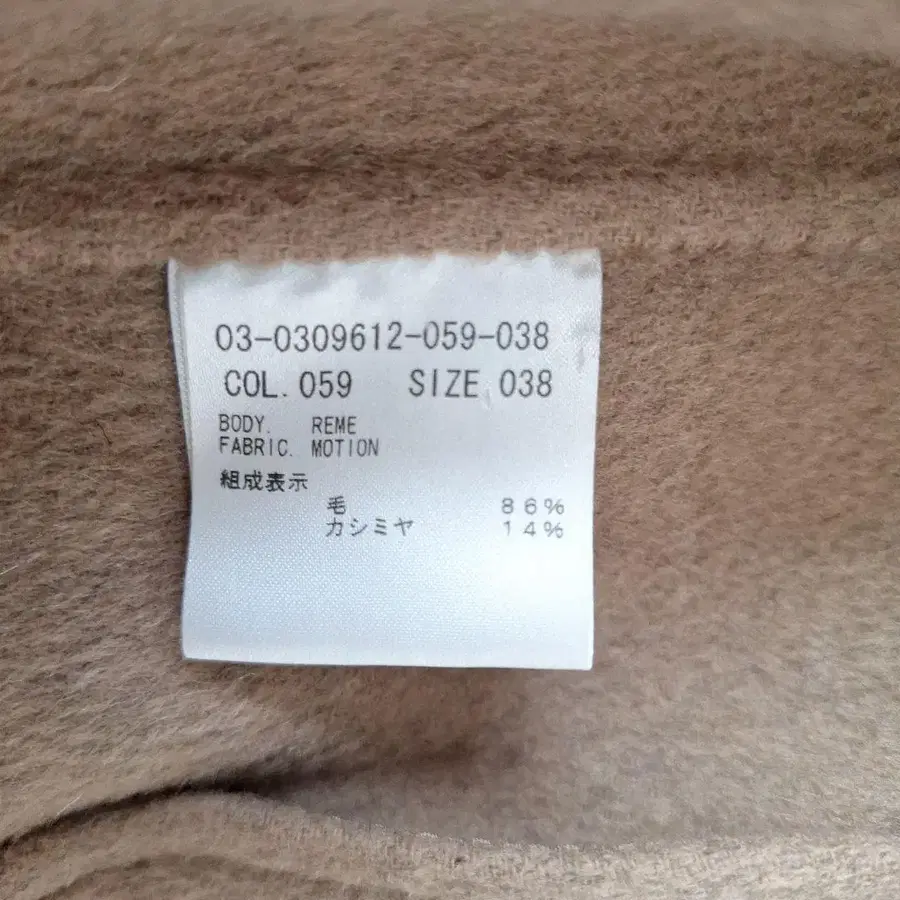 03-0309612-059-038
COL. 059 SIZE 038
BODY. REME
FABRIC. MOTION
組成表示
毛 86%
カシミヤ 14%